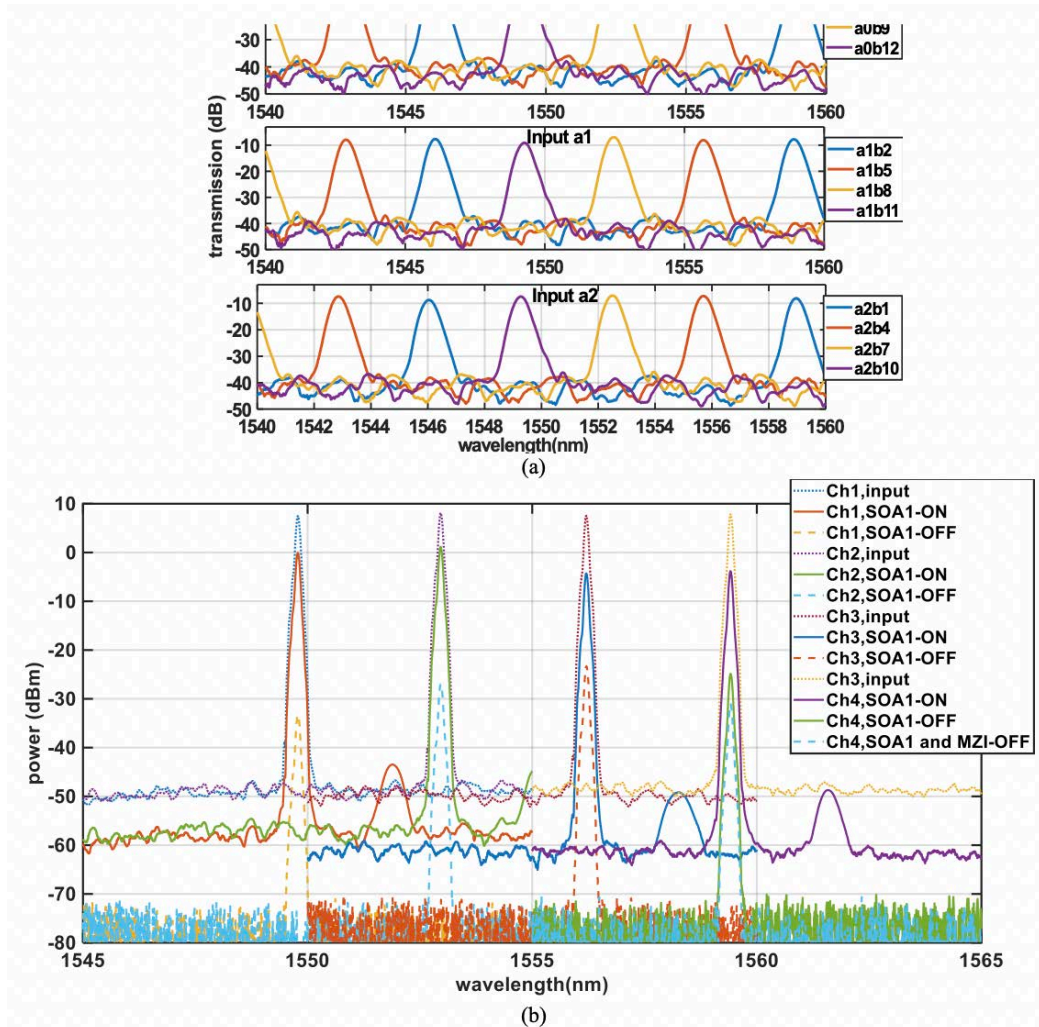 a0b9
a0b12
-30
-40
-50
1540 1545 1550 1555 1560
transmission (dB)
Input a1
-10
-20
-30
-40
-50
1540 1545 1550 1555 1560
a1b2
a1b5
a1b8
a1b11
Input a2
-10
-20
-30
-40
-50
1540 1542 1544 1546 1548 1550 1552 1554 1556 1558 1560
a2b1
a2b4
a2b7
a2b10
wavelength(nm)
(a)
10
0
-10
-20
-30
-40
-50
-60
-70
-80
power (dBm)
Ch1,input
Ch1,SOA1-ON
Ch1,SOA1-OFF
Ch2,input
Ch2,SOA1-ON
Ch2,SOA1-OFF
Ch3,input
Ch3,SOA1-ON
Ch3,SOA1-OFF
Ch3,input
Ch4,SOA1-ON
Ch4,SOA1-OFF
Ch4,SOA1 and MZI-OFF
1545 1550 1555 1560 1565
wavelength(nm)
(b)